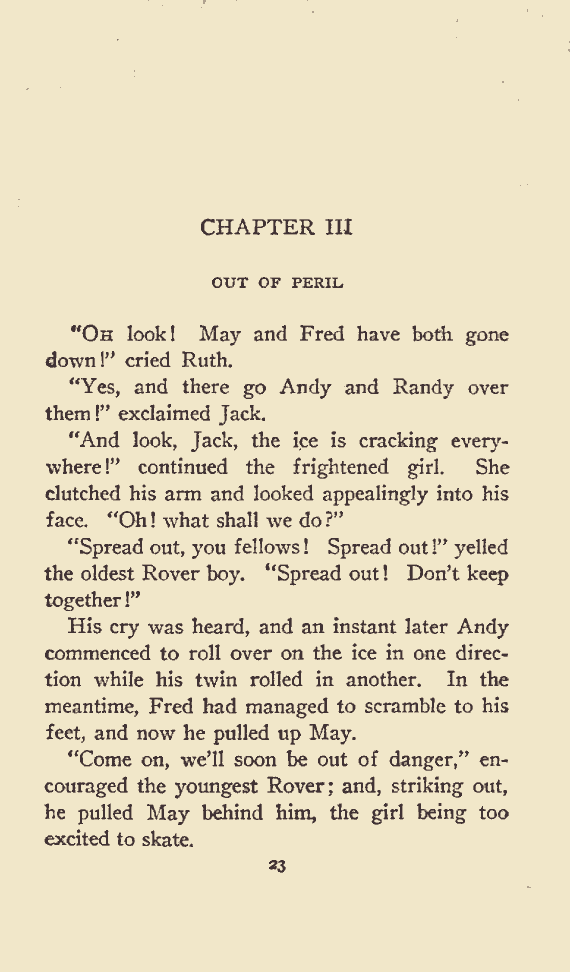 CHAPTER III
OUT OF PERIL
"OH look! May and Fred have both gone
down!" cried Ruth.
"Yes, and there go Andy and Randy over
them!" exclaimed Jack.
"And look, Jack, the ice is cracking every-
where!" continued the frightened girl. She
clutched his arm and looked appealingly into his
face. "Oh! what shall we do?"
"Spread out, you fellows! Spread out!" yelled
the oldest Rover boy. "Spread out! Don't keep
together!"
His cry was heard, and an instant later Andy
commenced to roll over on the ice in one direc-
tion while his twin rolled in another. In the
meantime, Fred had managed to scramble to his
feet, and now he pulled up May.
"Come on, we'll soon be out of danger," en-
couraged the youngest Rover; and, striking out,
he pulled May behind him, the girl being too
excited to skate.
23